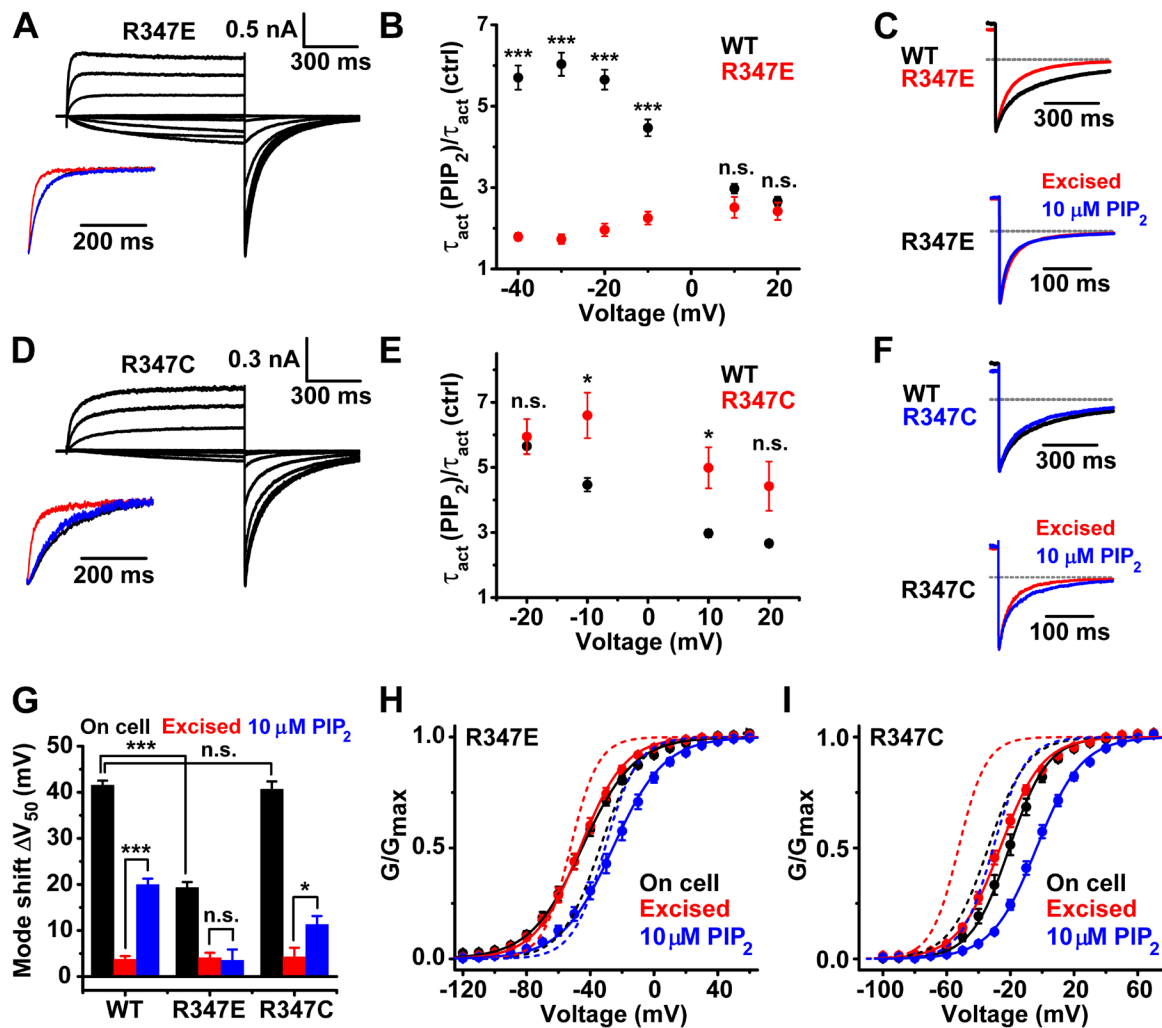 A
R347E
0.5 nA
300 ms
200 ms
B
τact (PIP2)/τact (ctrl)
7
5
3
1
***
***
***
***
n.s.
n.s.
WT
R347E
-40
-20
0
20
Voltage (mV)
C
WT
R347E
300 ms
Excised
10 μM PIP2
R347E
100 ms
D
R347C
0.3 nA
300 ms
200 ms
E
τact (PIP2)/τact (ctrl)
7
5
3
1
n.s.
*
*
n.s.
WT
R347C
-20
-10
0
10
20
Voltage (mV)
F
WT
R347C
300 ms
Excised
10 μM PIP2
R347C
100 ms
G
On cell Excised 10 μM PIP2
Mode shift ΔV50 (mV)
50
40
30
20
10
0
***
n.s.
***
n.s.
*
WT
R347E
R347C
H
R347E
G/Gmax
1.0
0.5
0.0
On cell
Excised
10 μM PIP2
-120
-80
-40
0
40
Voltage (mV)
I
R347C
G/Gmax
1.0
0.5
0.0
On cell
Excised
10 μM PIP2
-100
-60
-20
20
60
Voltage (mV)